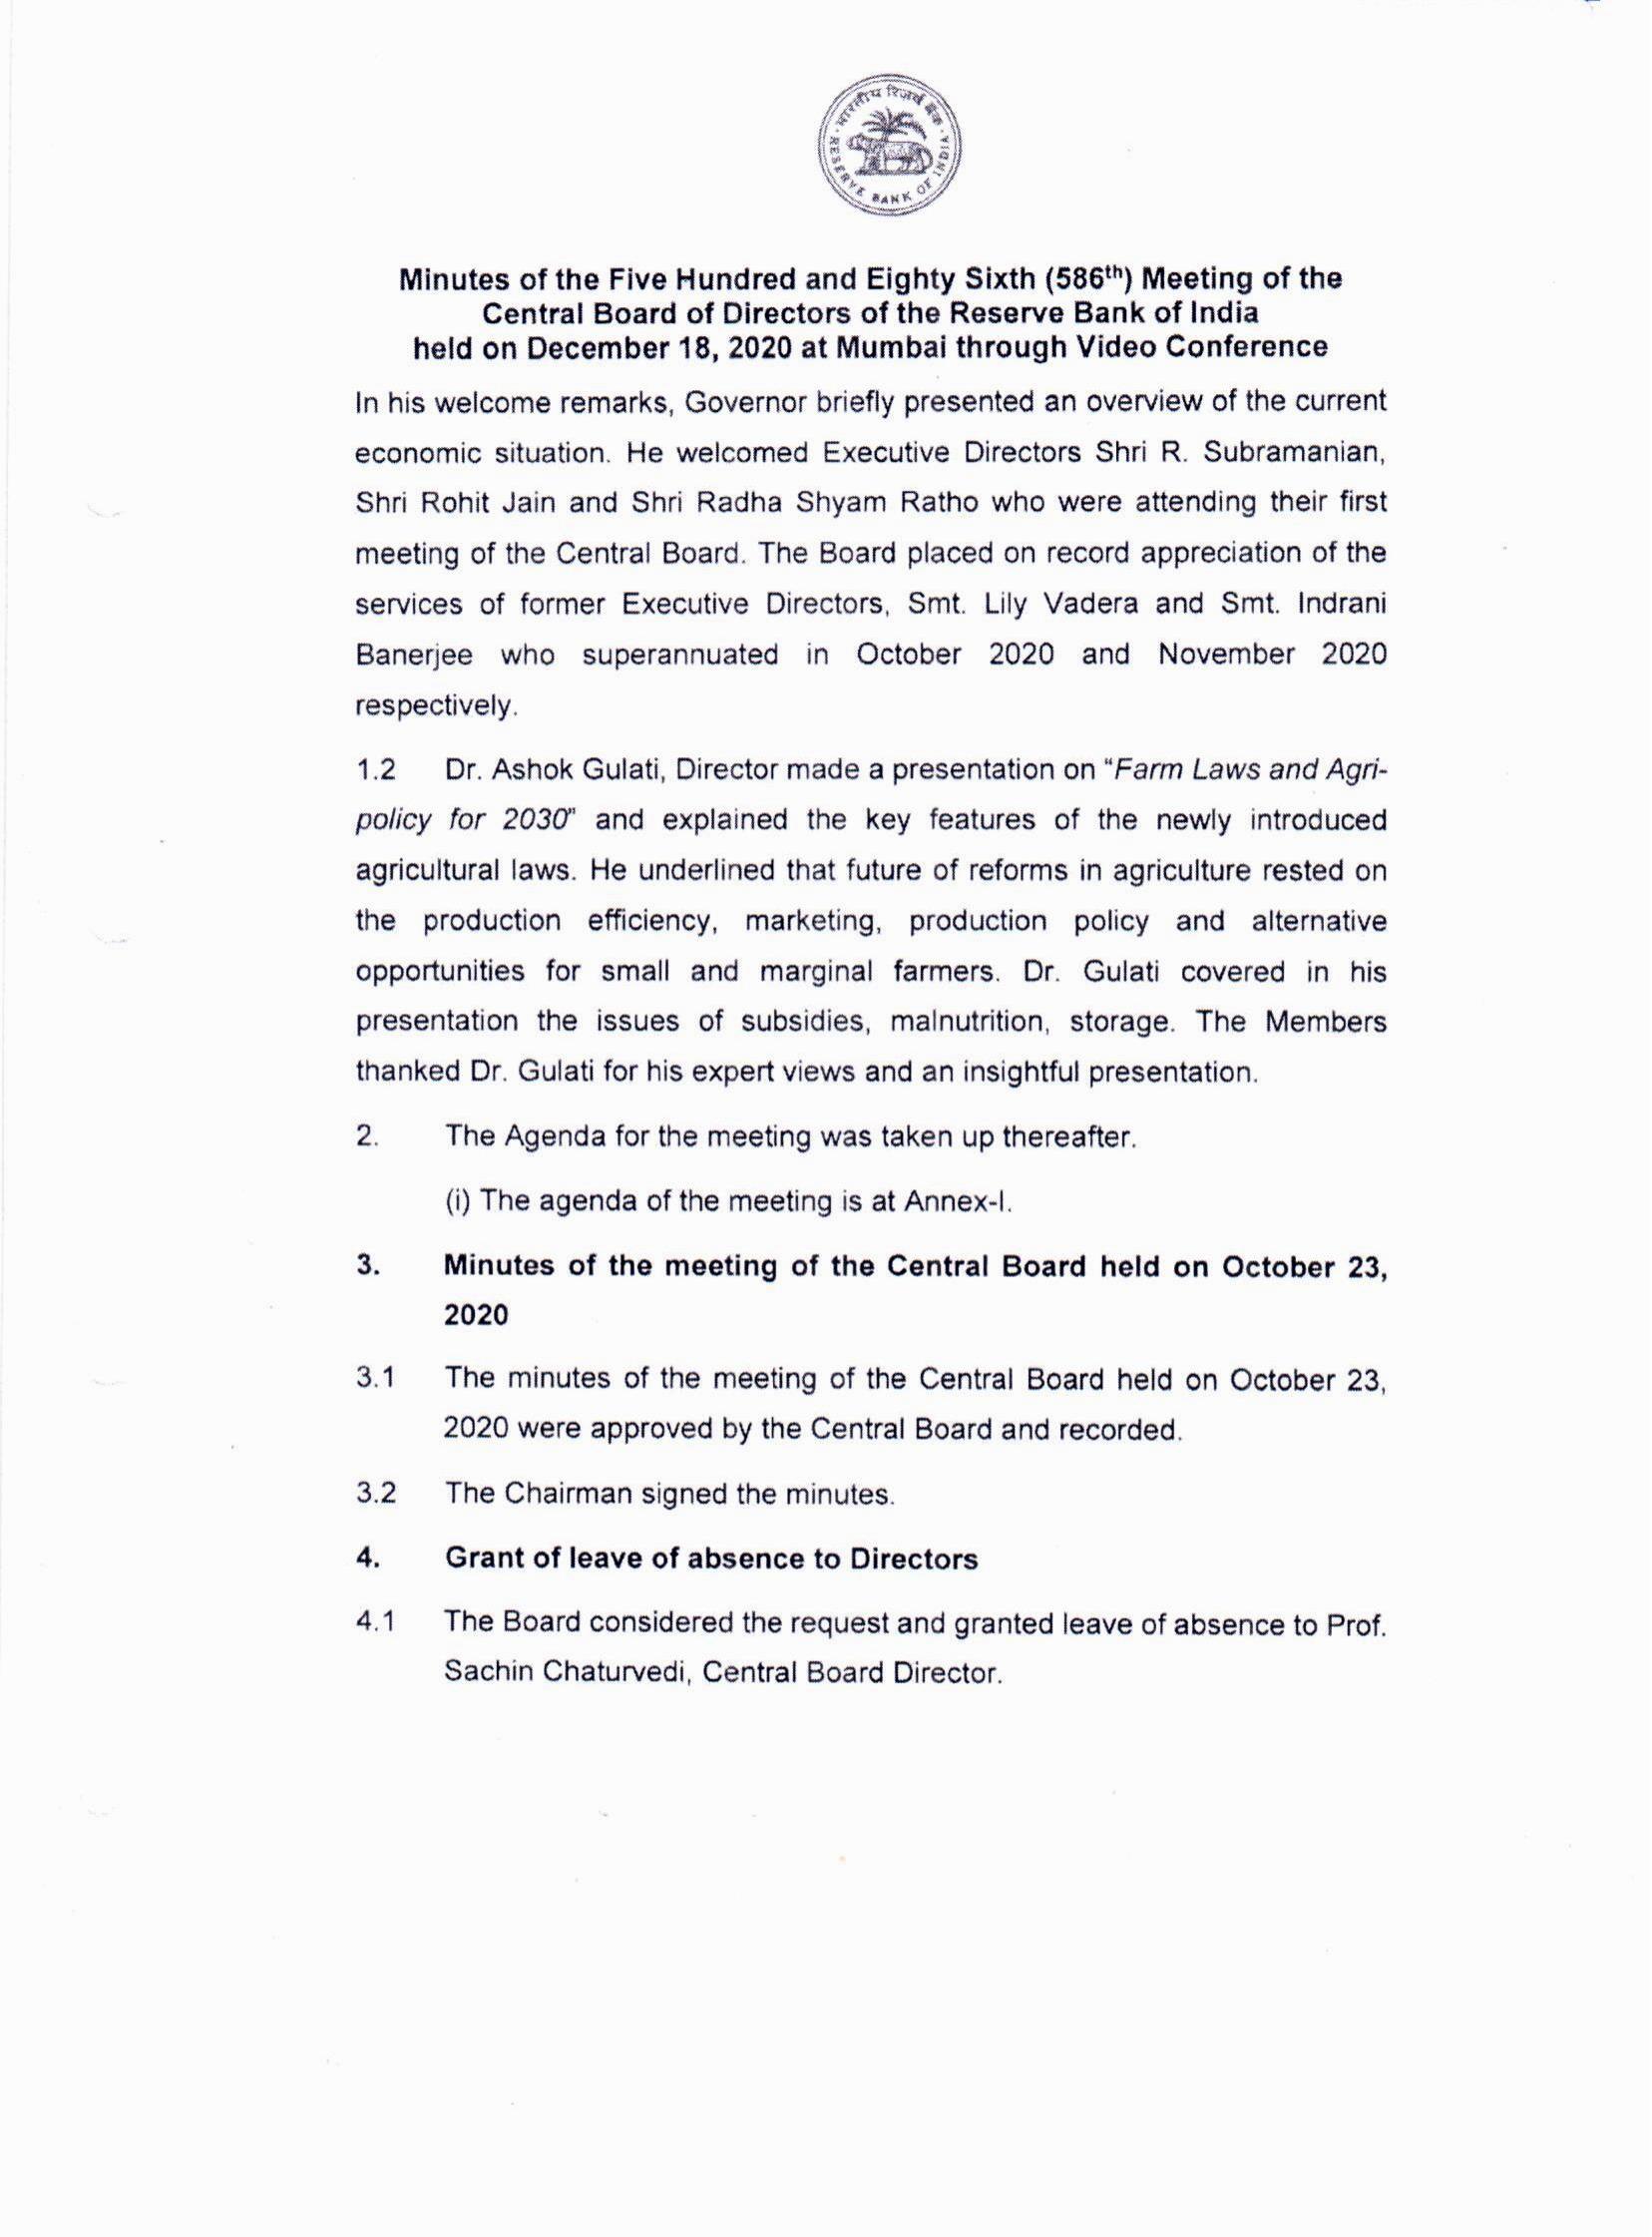 भारतीय रिज़र्व बैंक
RESERVE BANK OF INDIA
Minutes of the Five Hundred and Eighty Sixth (586th) Meeting of the
Central Board of Directors of the Reserve Bank of India
held on December 18, 2020 at Mumbai through Video Conference
In his welcome remarks, Governor briefly presented an overview of the current
economic situation. He welcomed Executive Directors Shri R. Subramanian,
Shri Rohit Jain and Shri Radha Shyam Ratho who were attending their first
meeting of the Central Board. The Board placed on record appreciation of the
services of former Executive Directors, Smt. Lily Vadera and Smt. Indrani
Banerjee who superannuated in October 2020 and November 2020
respectively.
1.2 Dr. Ashok Gulati, Director made a presentation on “Farm Laws and Agri-
policy for 2030” and explained the key features of the newly introduced
agricultural laws. He underlined that future of reforms in agriculture rested on
the production efficiency, marketing, production policy and alternative
opportunities for small and marginal farmers. Dr. Gulati covered in his
presentation the issues of subsidies, malnutrition, storage. The Members
thanked Dr. Gulati for his expert views and an insightful presentation.
2. The Agenda for the meeting was taken up thereafter.
(i) The agenda of the meeting is at Annex-I.
3. Minutes of the meeting of the Central Board held on October 23,
2020
3.1 The minutes of the meeting of the Central Board held on October 23,
2020 were approved by the Central Board and recorded.
3.2 The Chairman signed the minutes.
4. Grant of leave of absence to Directors
4.1 The Board considered the request and granted leave of absence to Prof.
Sachin Chaturvedi, Central Board Director.